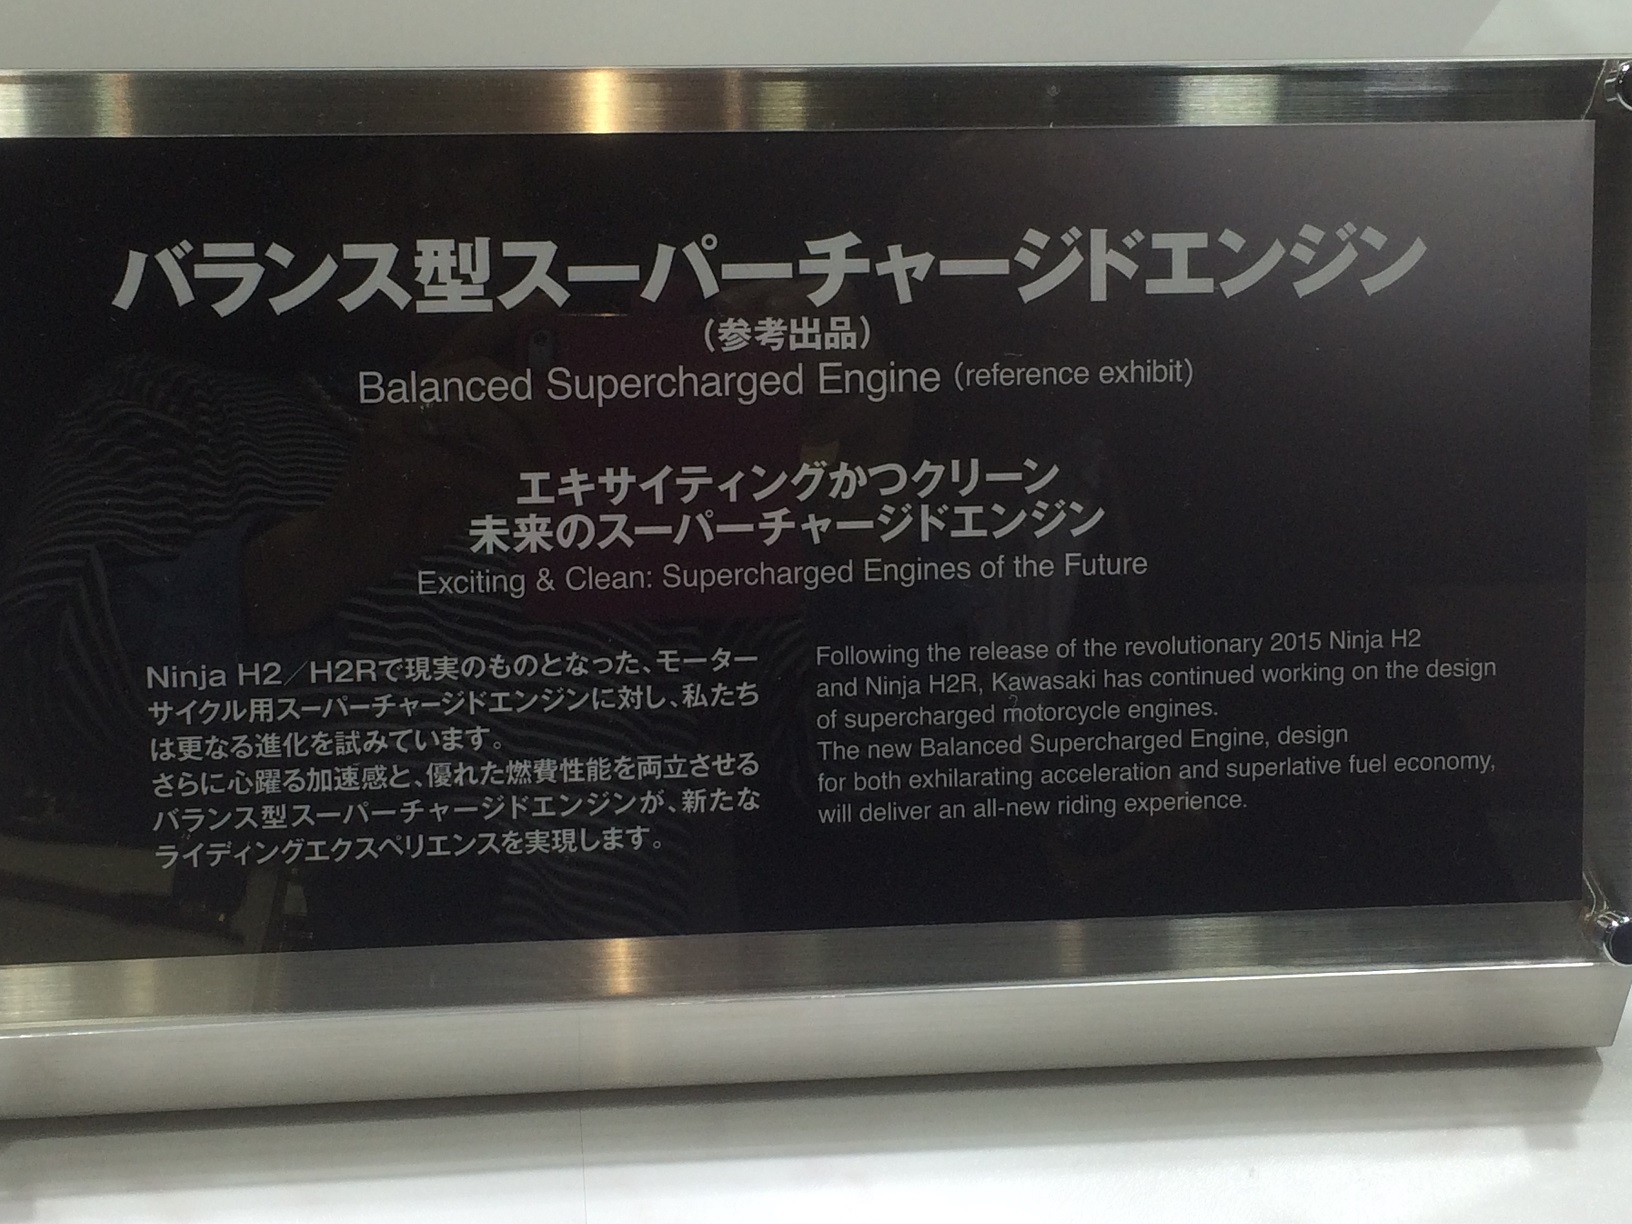 バランス型スーパーチャージドエンジン
(参考出品)
Balanced Supercharged Engine (reference exhibit)
エキサイティングかつクリーン
未来のスーパーチャージドエンジン
Exciting & Clean: Supercharged Engines of the Future
Ninja H2／H2Rで現実のものとなった、モーター
サイクル用スーパーチャージドエンジンに対し、私たち
は更なる進化を試みています。
さらに心躍る加速感と、優れた燃費性能を両立させる
バランス型スーパーチャージドエンジンが、新たな
ライディングエクスペリエンスを実現します。
Following the release of the revolutionary 2015 Ninja H2
and Ninja H2R, Kawasaki has continued working on the design
of supercharged motorcycle engines.
The new Balanced Supercharged Engine, design
for both exhilarating acceleration and superlative fuel economy,
will deliver an all-new riding experience.